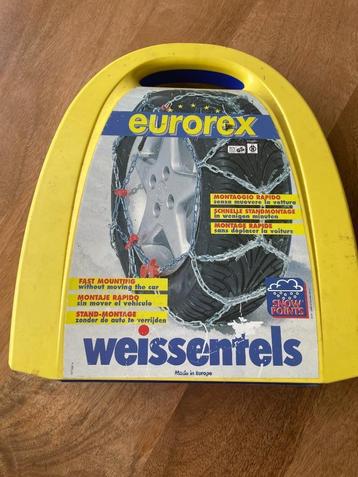 eurorex
GS
MONTAGGIO RAPIDO
senza muovere la vettura
SCHNELLE STANDMONTAGE
in wenigen minuten
MONTAGE RAPIDE
sans déplacer la voiture
FAST MOUNTING
without moving the car
MONTAJE RAPIDO
sin mover el vehiculo
STAND-MONTAGE
zonder de auto te verrijden
SNOW
POINTS
weissenfels
Made in Europe